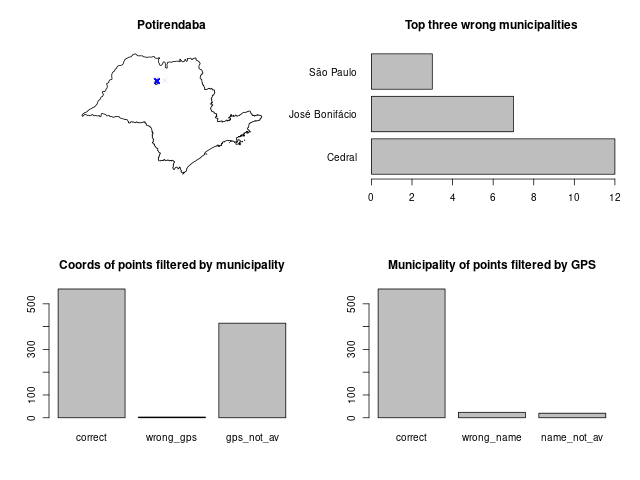 Potirendaba
Top three wrong municipalities
São Paulo
José Bonifácio
Cedral
0 2 4 6 8 10 12
Coords of points filtered by municipality
0 100 300 500
correct wrong_gps gps_not_av
Municipality of points filtered by GPS
0 100 300 500
correct wrong_name name_not_av